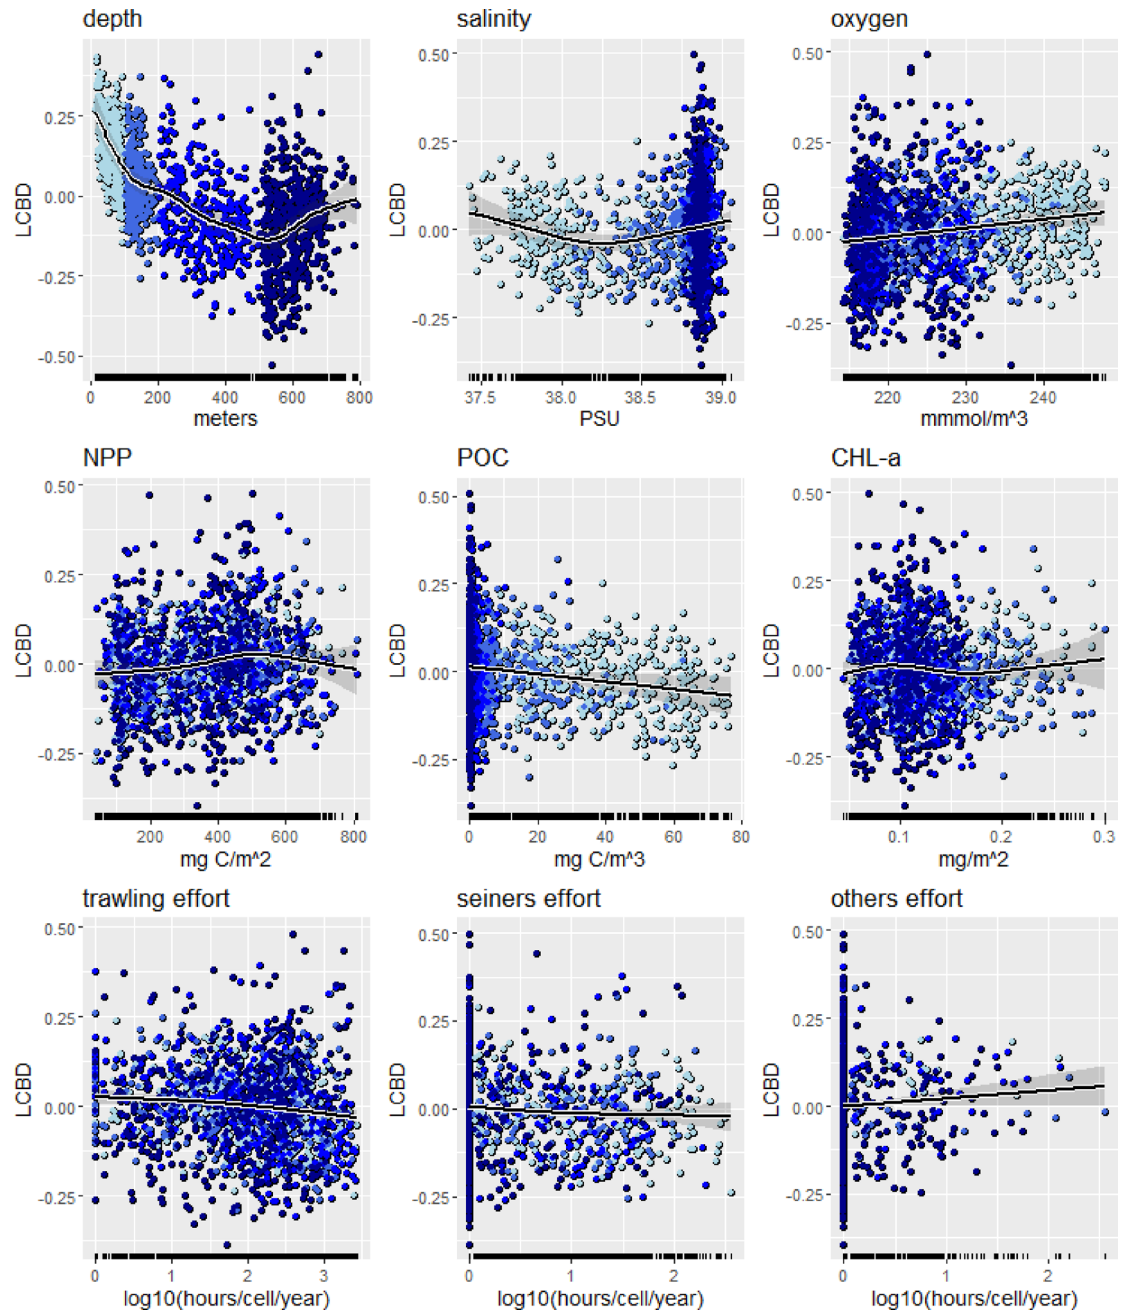 depth
salinity
oxygen
LCBD
0.25
0.00
-0.25
-0.50
0
200
400
600
800
meters
LCBD
0.50
0.25
0.00
-0.25
37.5
38.0
38.5
39.0
PSU
LCBD
0.50
0.25
0.00
-0.25
220
230
240
mmmol/m^3
NPP
POC
CHL-a
LCBD
0.50
0.25
0.00
-0.25
200
400
600
800
mg C/m^2
LCBD
0.50
0.25
0.00
-0.25
0
20
40
60
80
mg C/m^3
LCBD
0.50
0.25
0.00
-0.25
0.1
0.2
0.3
mg/m^2
trawling effort
seiners effort
others effort
LCBD
0.50
0.25
0.00
-0.25
0
1
2
3
log10(hours/cell/year)
LCBD
0.50
0.25
0.00
-0.25
0
1
2
log10(hours/cell/year)
LCBD
0.50
0.25
0.00
-0.25
0
1
2
log10(hours/cell/year)